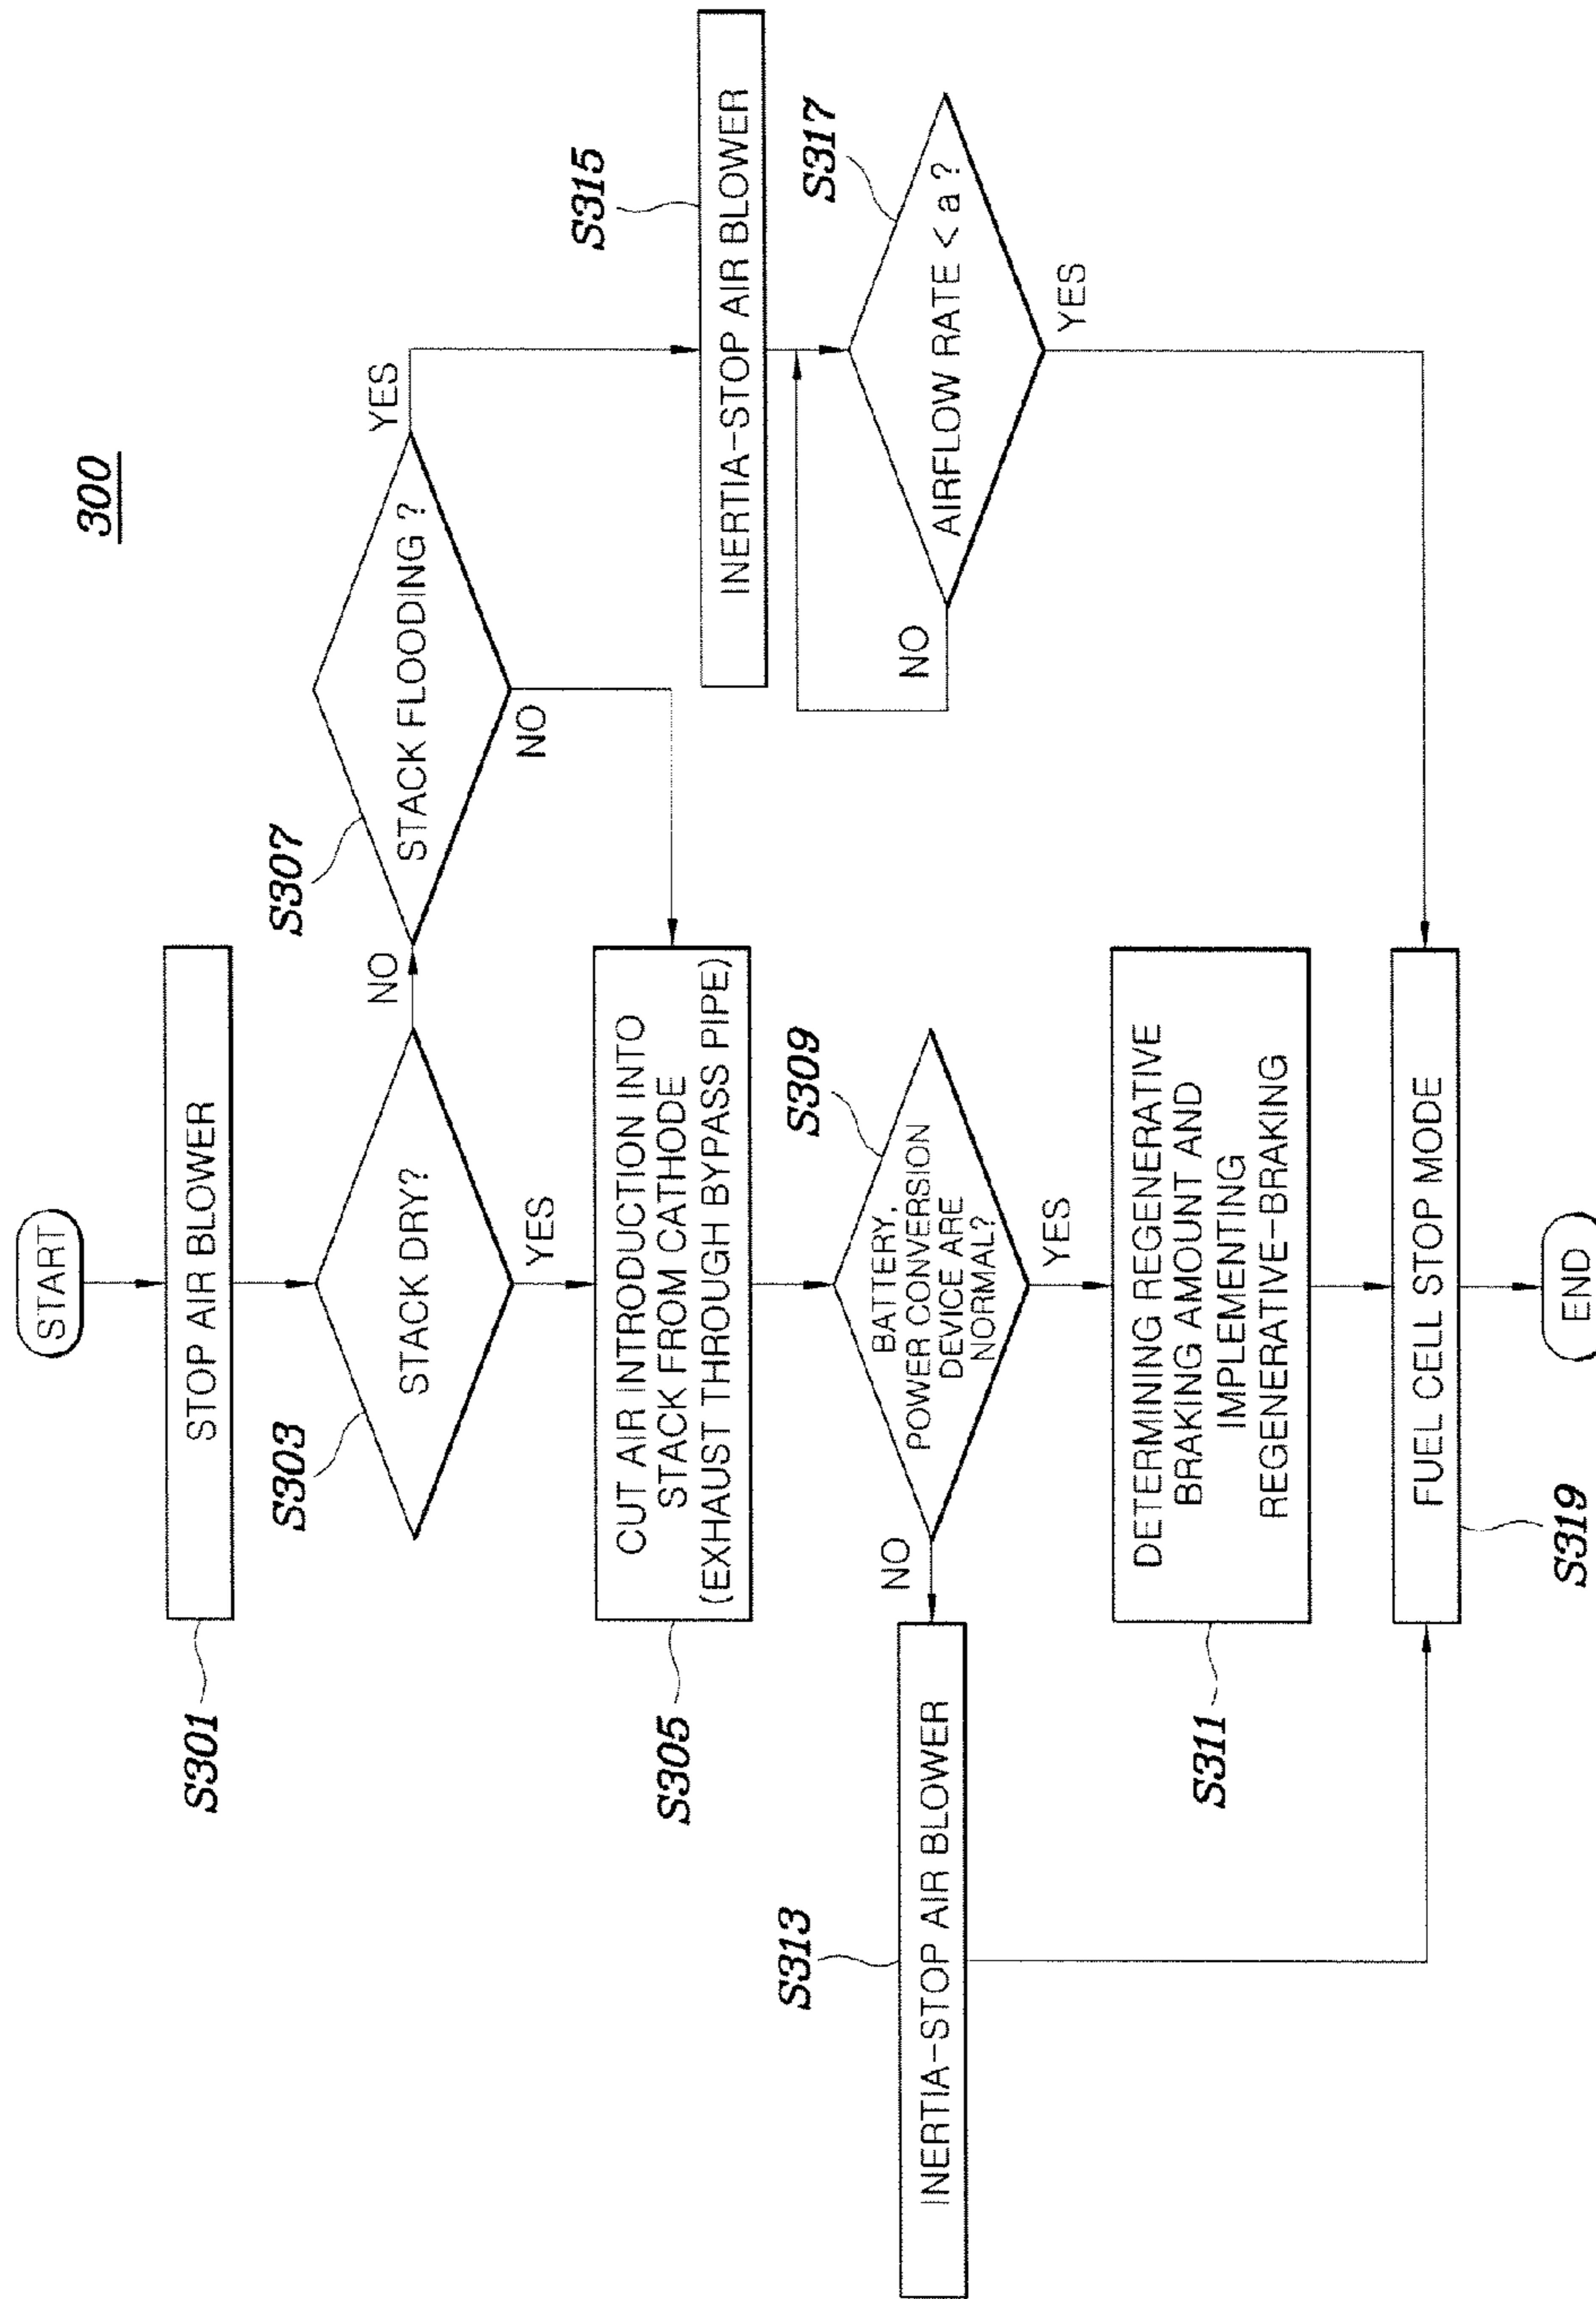 300
START
STOP AIR BLOWER
S301
STACK DRY?
S303
NO
YES
STACK FLOODING ?
S307
YES
NO
CUT AIR INTRODUCTION INTO
STACK FROM CATHODE
(EXHAUST THROUGH BYPASS PIPE)
S305
INERTIA-STOP AIR BLOWER
S315
BATTERY,
POWER CONVERSION
DEVICE ARE
NORMAL?
S309
NO
YES
AIRFLOW RATE < a ?
S317
NO
YES
INERTIA-STOP AIR BLOWER
S313
DETERMINING REGENERATIVE
BRAKING AMOUNT AND
IMPLEMENTING
REGENERATIVE-BRAKING
S311
FUEL CELL STOP MODE
S319
END